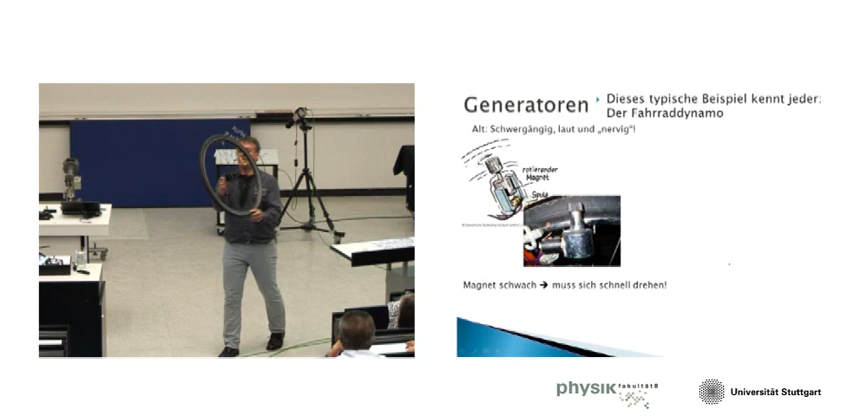 Generatoren
Dieses typische Beispiel kennt jeder:
Der Fahrraddynamo
Alt: Schwergängig, laut und „nervig“!
rotierender
Magnet
Spule
Magnet schwach → muss sich schnell drehen!
physik fakultät8
Universität Stuttgart